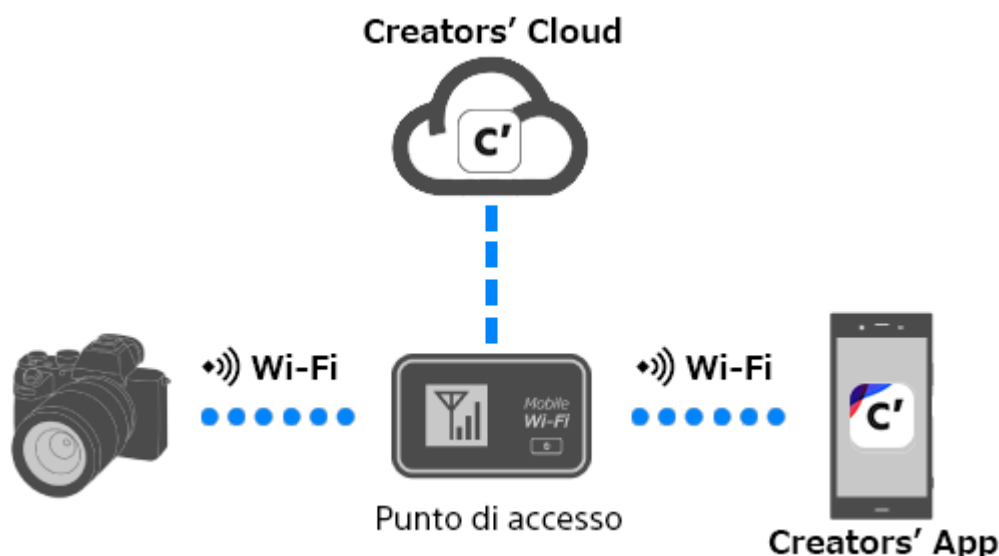 Creators’ Cloud
C’
Wi-Fi
Mobile
Wi-Fi
Wi-Fi
C’
Punto di accesso
Creators’ App